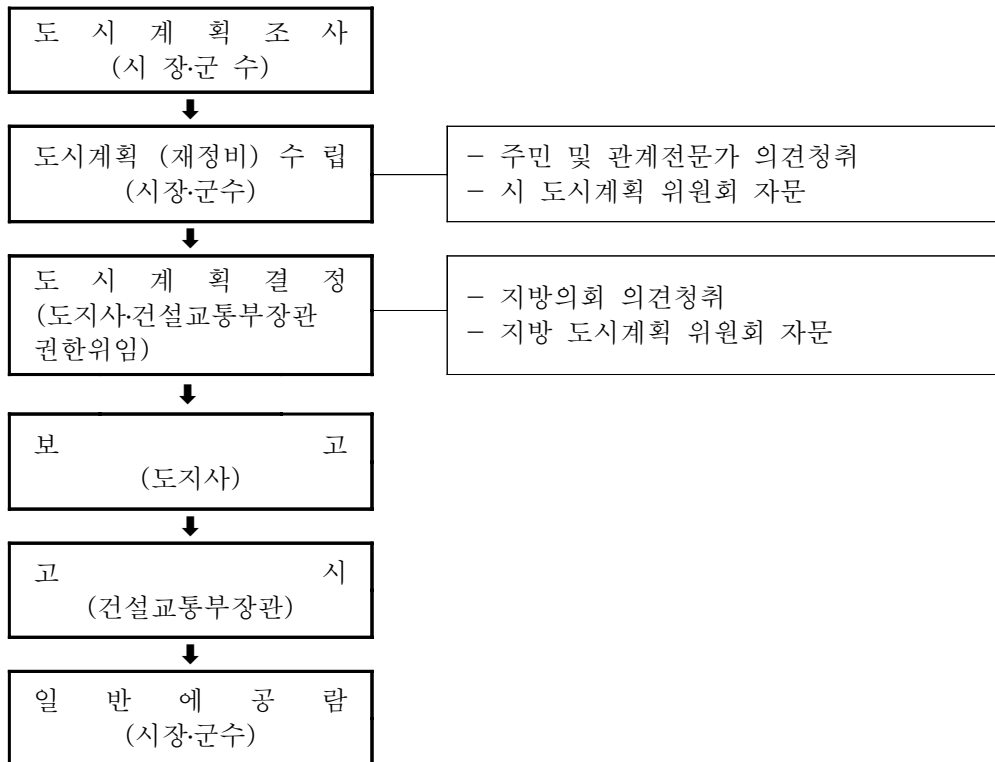 도 시 계 획 조 사
(시 장·군 수)
도시계획 (재정비) 수 립
(시장·군수)
- 주민 및 관계전문가 의견청취
- 시 도시계획 위원회 자문
도 시 계 획 결 정
(도지사·건설교통부장관
권한위임)
- 지방의회 의견청취
- 지방 도시계획 위원회 자문
보 고
(도지사)
고 시
(건설교통부장관)
일 반 에 공 람
(시장·군수)